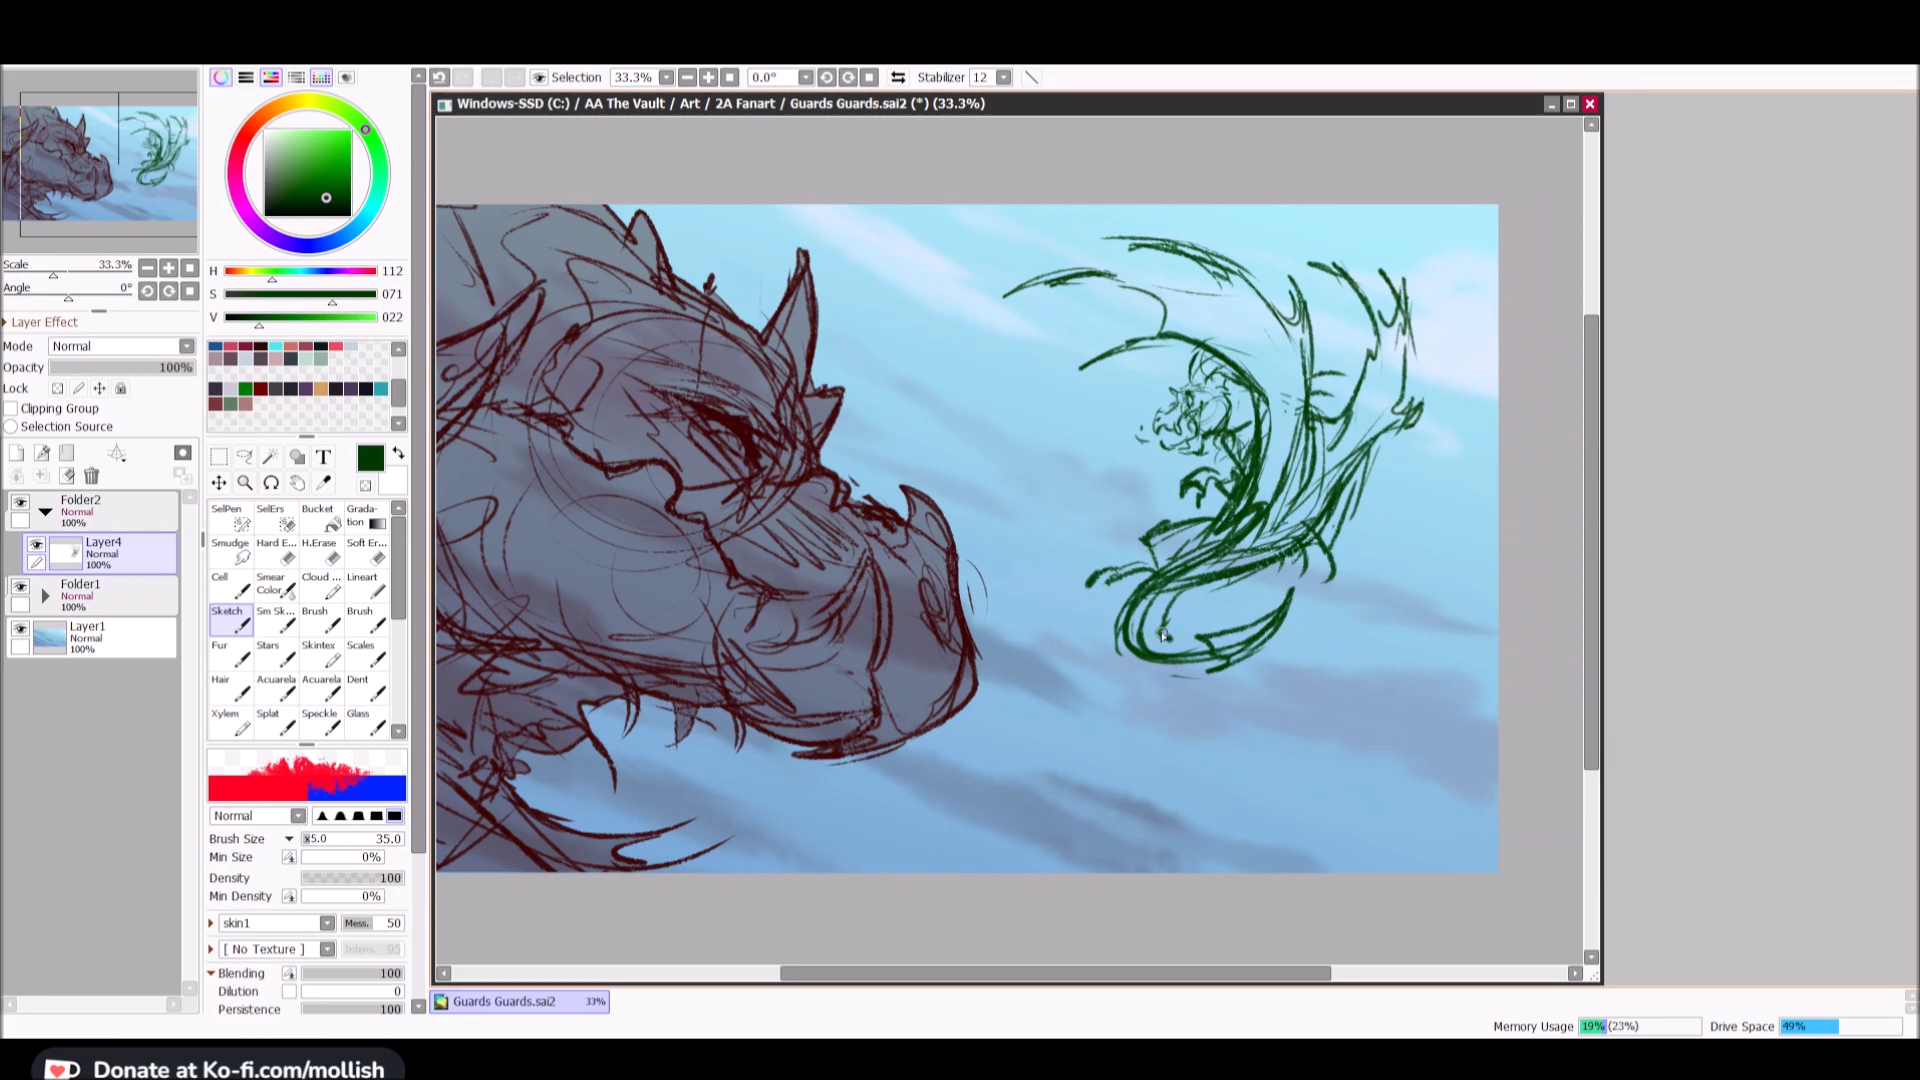 Selection 33.3% 0.0° Stabilizer 12
Windows-SSD (C:) / AA The Vault / Art / 2A Fanart / Guards Guards.sai2 (*) (33.3%)
Scale 33.3%
Angle 0°
Layer Effect
Mode Normal
Opacity 100%
Lock
Clipping Group
Selection Source
Folder2
Normal
100%
Layer4
Normal
100%
Folder1
Normal
100%
Layer1
Normal
100%
H 112
S 071
V 022
T
SelPen SelErs Bucket Grada-
tion
Smudge Hard E... H.Erase Soft Er...
Cell Smear Cloud ... Lineart
Color
Sketch Sm Sk... Brush Brush
Fur Stars Skintex Scales
Hair Acuarela Acuarela Dent
Xylem Splat Speckle Glass
Normal
Brush Size x5.0 35.0
Min Size 0%
Density 100
Min Density 0%
skin1 Mess. 50
[ No Texture ] Intens. 95
Blending 100
Dilution 0
Persistence 100
Guards Guards.sai2 33%
Memory Usage 19% (23%) Drive Space 49%
Donate at Ko-fi.com/mollish